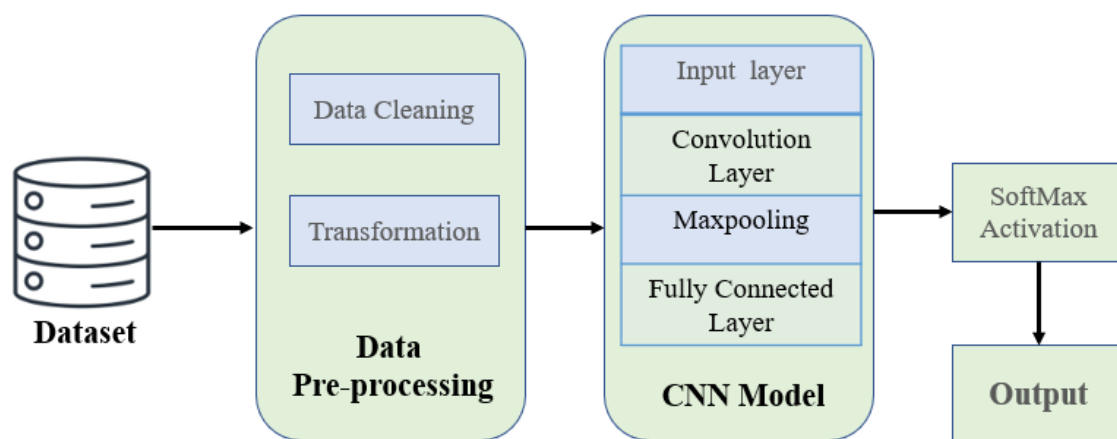 Dataset
Data Cleaning
Transformation
Data
Pre-processing
Input layer
Convolution
Layer
Maxpooling
Fully Connected
Layer
CNN Model
SoftMax
Activation
Output